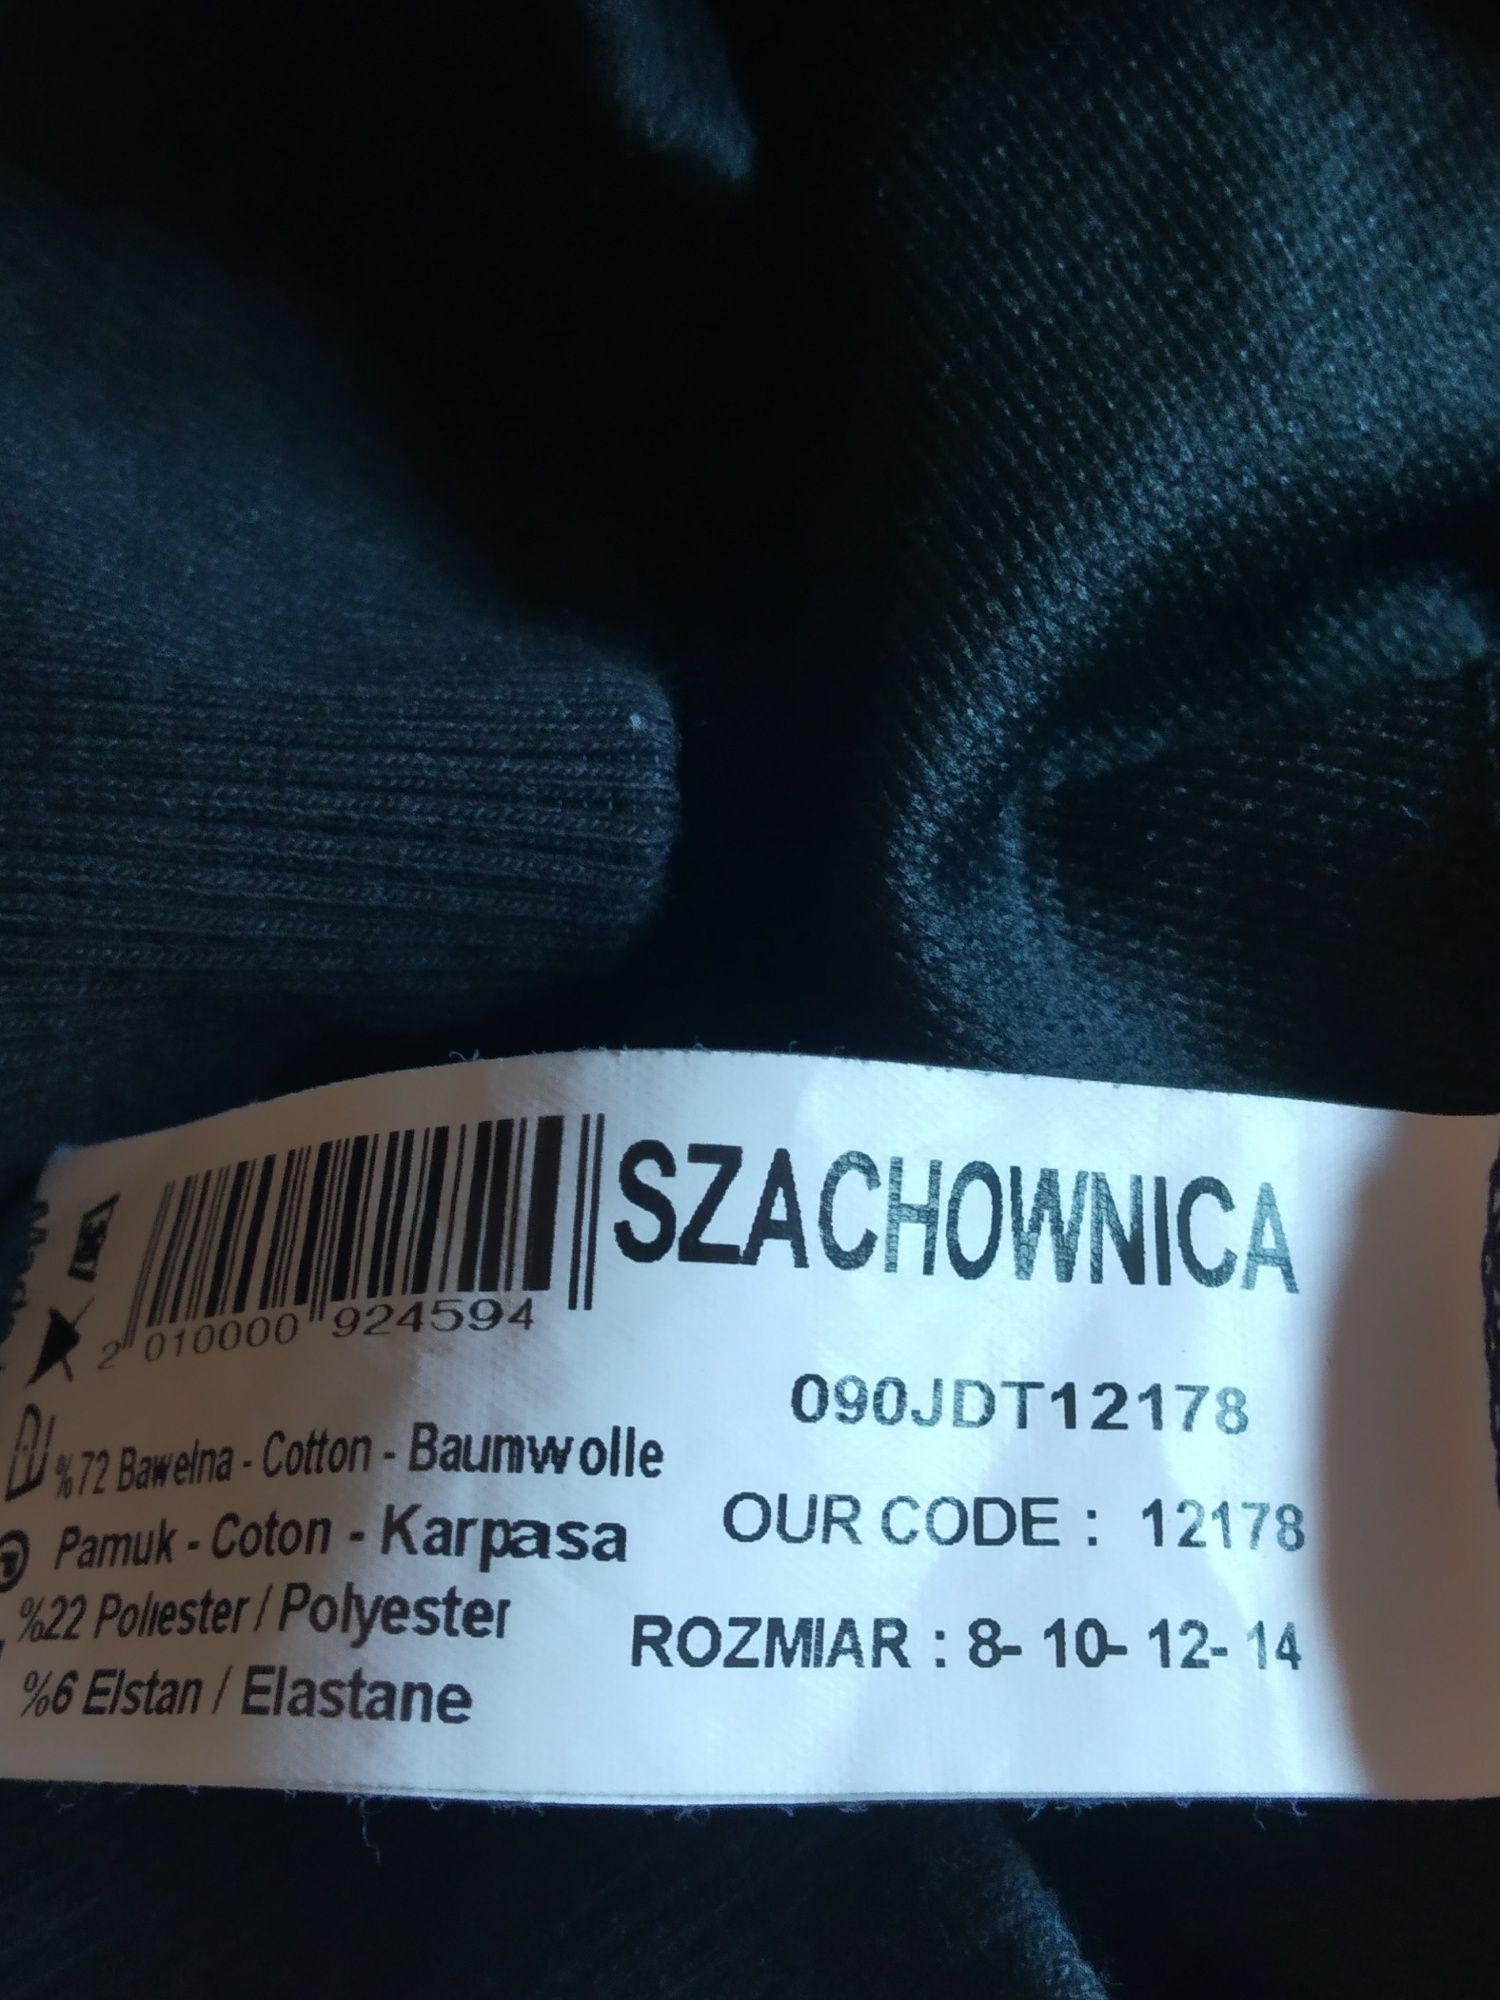 SZACHOWNICA
2 010000 924594
090JDT12178
%72 Bawelna - Cotton - Baumwolle
OUR CODE : 12178
Pamuk - Coton - Karpasa
%22 Poliester / Polyester
ROZMIAR : 8- 10- 12- 14
%6 Elstan / Elastane